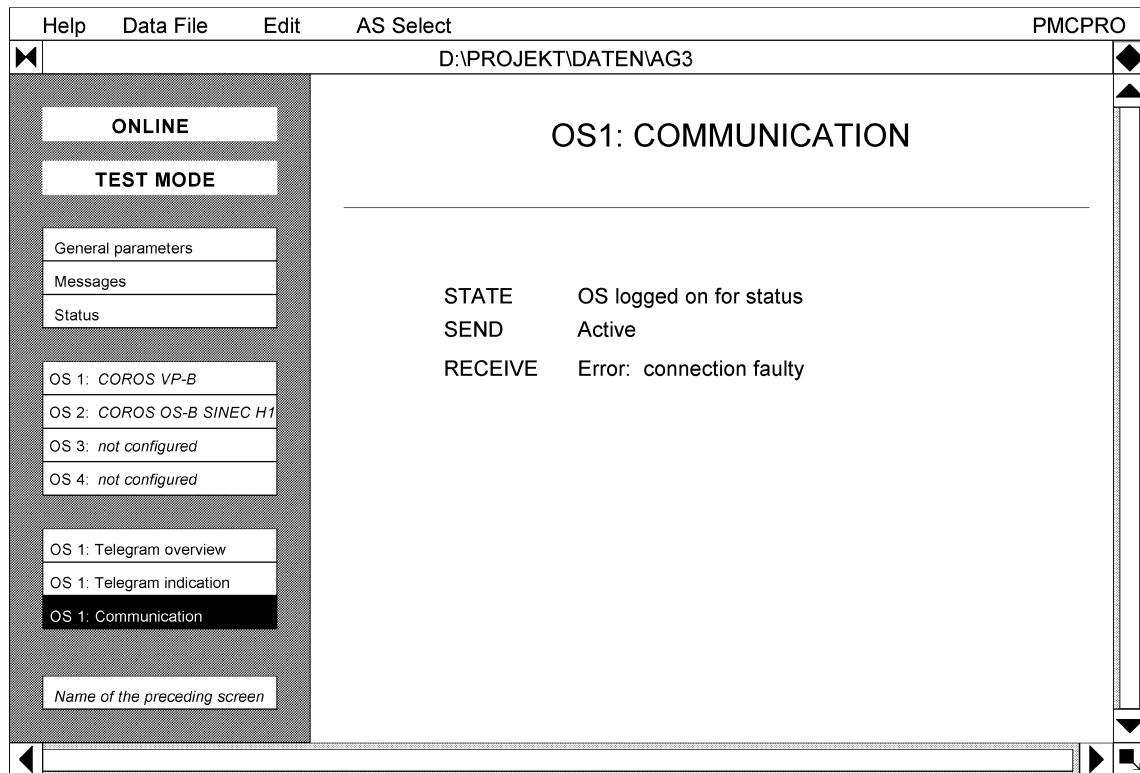 Help Data File Edit AS Select PMCPRO
D:\PROJEKT\DATEN\AG3
ONLINE
TEST MODE
General parameters
Messages
Status
OS 1: COROS VP-B
OS 2: COROS OS-B SINEC H1
OS 3: not configured
OS 4: not configured
OS 1: Telegram overview
OS 1: Telegram indication
OS 1: Communication
Name of the preceding screen
OS1: COMMUNICATION
STATE OS logged on for status
SEND Active
RECEIVE Error: connection faulty